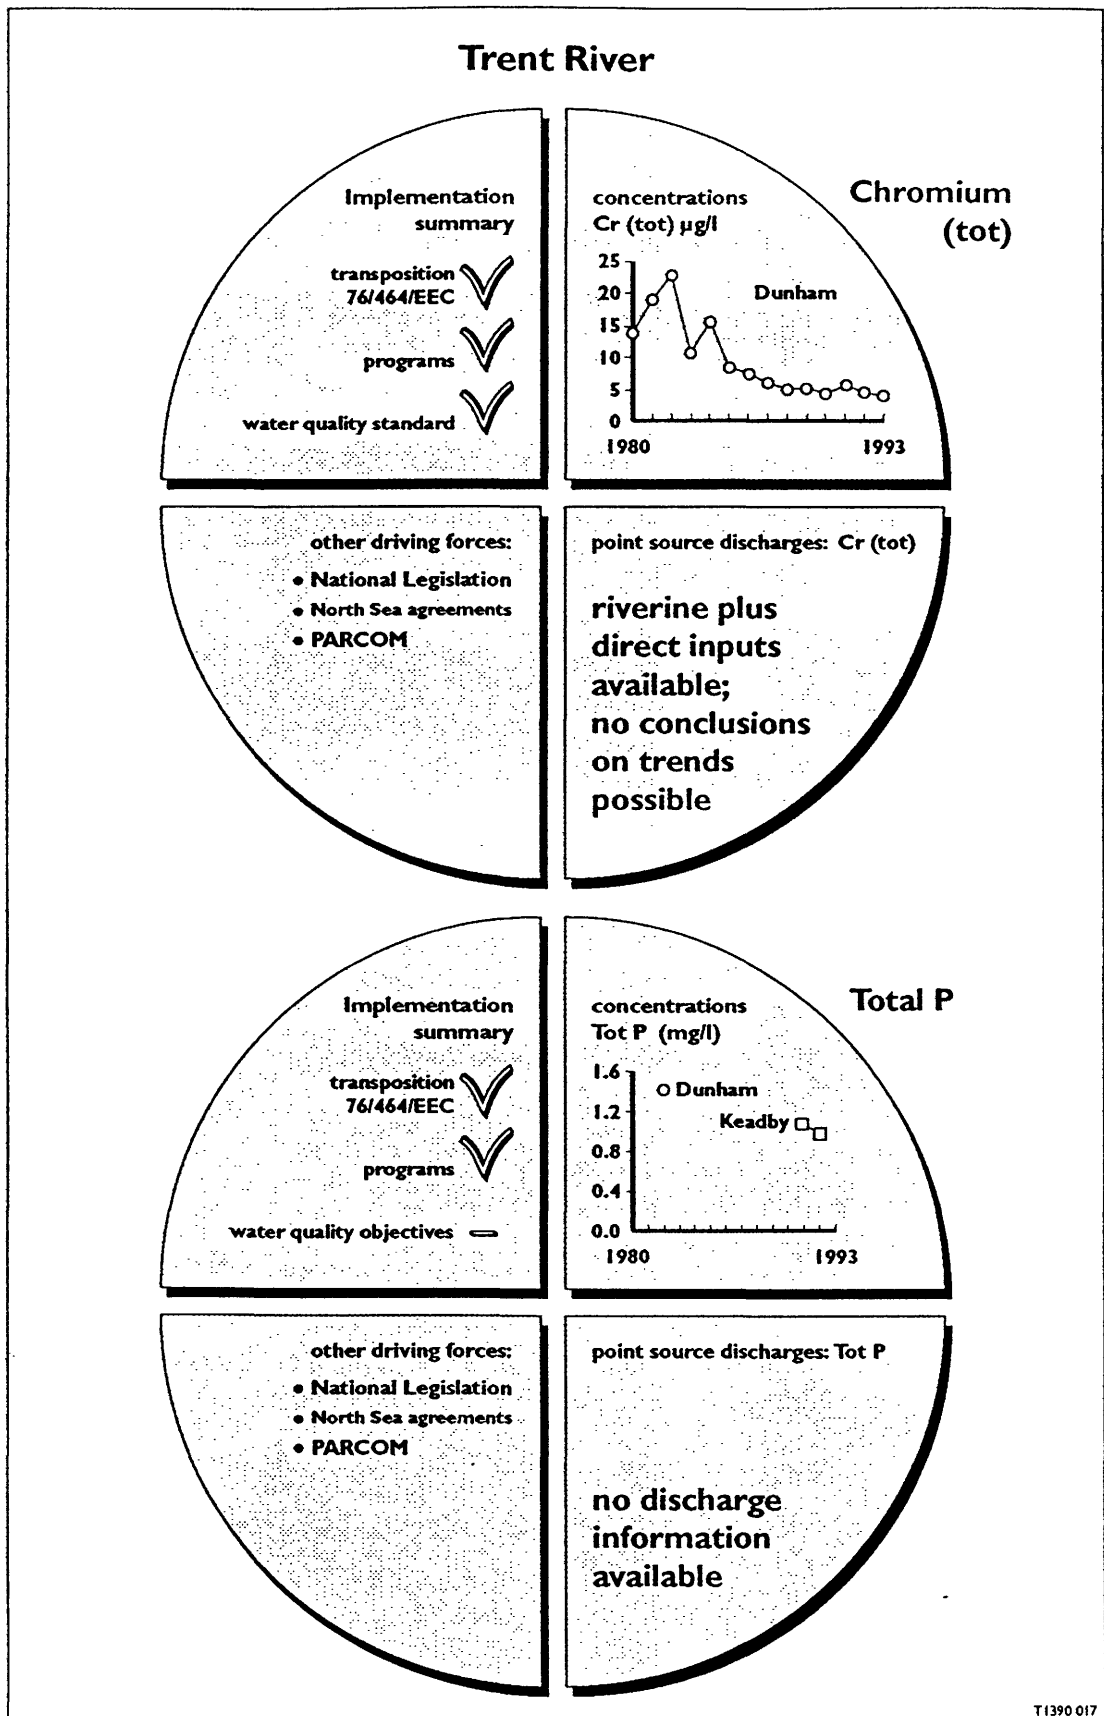 Trent River
Implementation
summary
transposition
76/464/EEC
programs
water quality standard
concentrations
Cr (tot) µg/l
25
20
15
10
5
0
Dunham
1980
1993
Chromium
(tot)
other driving forces:
• National Legislation
• North Sea agreements
• PARCOM
point source discharges: Cr (tot)
riverine plus
direct inputs
available;
no conclusions
on trends
possible
Implementation
summary
transposition
76/464/EEC
programs
water quality objectives
concentrations
Tot P (mg/l)
1.6
1.2
0.8
0.4
0.0
Dunham
Keadby
1980
1993
Total P
other driving forces:
• National Legislation
• North Sea agreements
• PARCOM
point source discharges: Tot P
no discharge
information
available
T1390 017